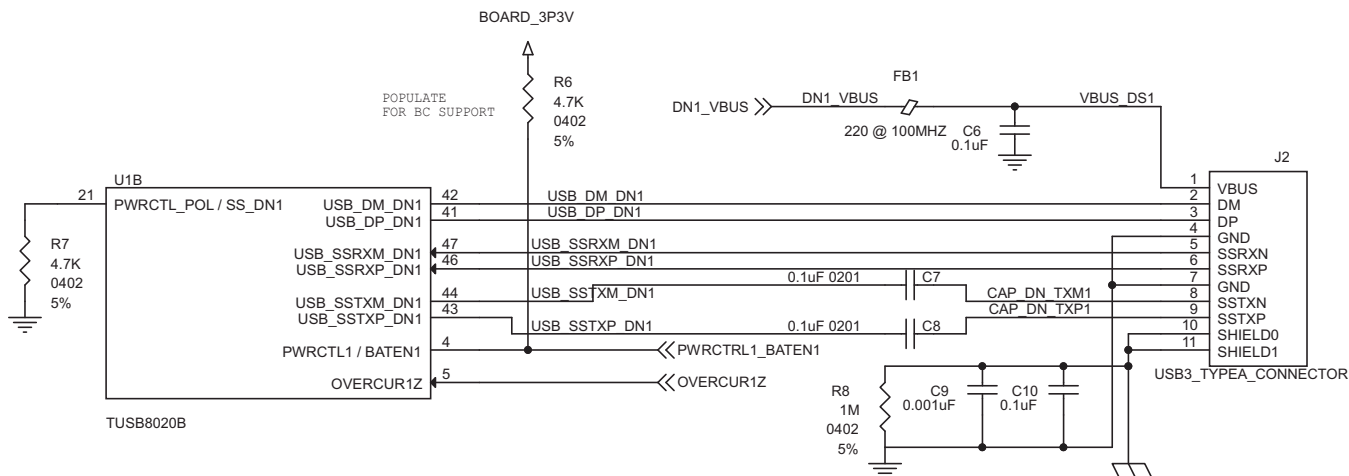 BOARD_3P3V
POPULATE
FOR BC SUPPORT
R6
4.7K
0402
5%
DN1_VBUS
DN1_VBUS
FB1
220 @ 100MHZ
C6
0.1uF
VBUS_DS1
J2
U1B
21
PWRCTL_POL / SS_DN1
R7
4.7K
0402
5%
USB_DM_DN1
42
USB_DM_DN1
USB_DP_DN1
41
USB_DP_DN1
USB_SSRXM_DN1
47
USB_SSRXM_DN1
USB_SSRXP_DN1
46
USB_SSRXP_DN1
USB_SSTXM_DN1
44
USB_SSTXM_DN1
0.1uF 0201
C7
CAP_DN_TXM1
USB_SSTXP_DN1
43
USB_SSTXP_DN1
0.1uF 0201
C8
CAP_DN_TXP1
PWRCTL1 / BATEN1
4
PWRCTRL1_BATEN1
OVERCUR1Z
5
OVERCUR1Z
TUSB8020B
1 VBUS
2 DM
3 DP
4 GND
5 SSRXN
6 SSRXP
7 GND
8 SSTXN
9 SSTXP
10 SHIELD0
11 SHIELD1
USB3_TYPEA_CONNECTOR
R8
1M
0402
5%
C9
0.001uF
C10
0.1uF